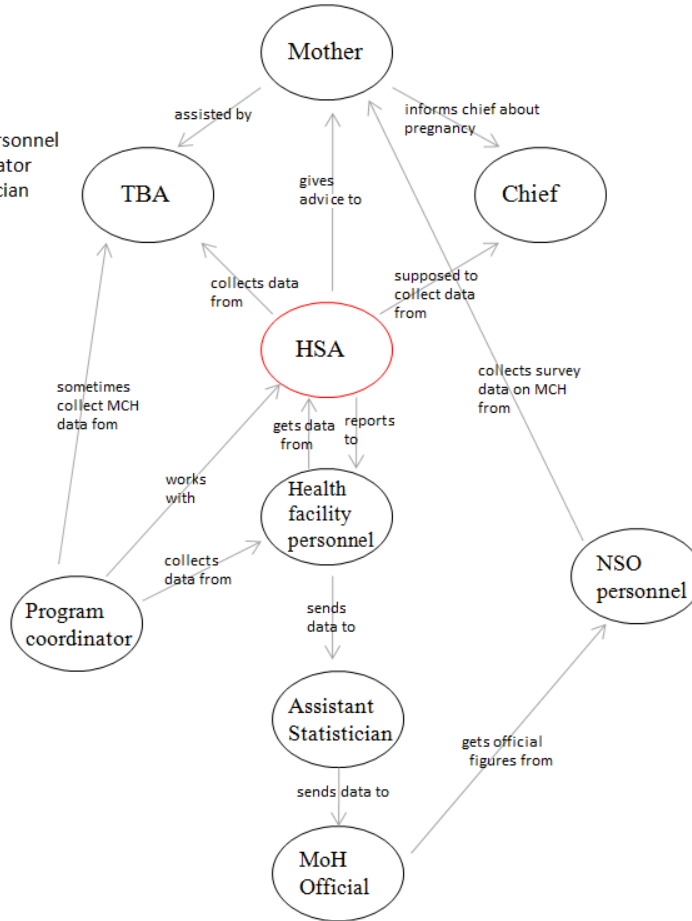 Mother
assisted by
informs chief about
pregnancy
rsonnel
ator
cian
TBA
gives
advice to
Chief
collects data
from
supposed to
collect data
from
HSA
sometimes
collect MCH
data fom
collects survey
data on MCH
from
gets data
from
reports
to
works
with
Health
facility
personnel
collects
data from
NSO
personnel
Program
coordinator
sends
data to
Assistant
Statistician
gets official
figures from
sends data to
MoH
Official